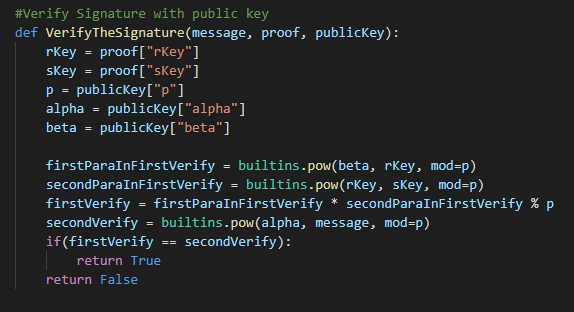 #Verify Signature with public key
def VerifyTheSignature(message, proof, publicKey):
    rKey = proof["rKey"]
    sKey = proof["sKey"]
    p = publicKey["p"]
    alpha = publicKey["alpha"]
    beta = publicKey["beta"]

    firstParaInFirstVerify = builtins.pow(beta, rKey, mod=p)
    secondParaInFirstVerify = builtins.pow(rKey, sKey, mod=p)
    firstVerify = firstParaInFirstVerify * secondParaInFirstVerify % p
    secondVerify = builtins.pow(alpha, message, mod=p)
    if(firstVerify == secondVerify):
        return True
    return False